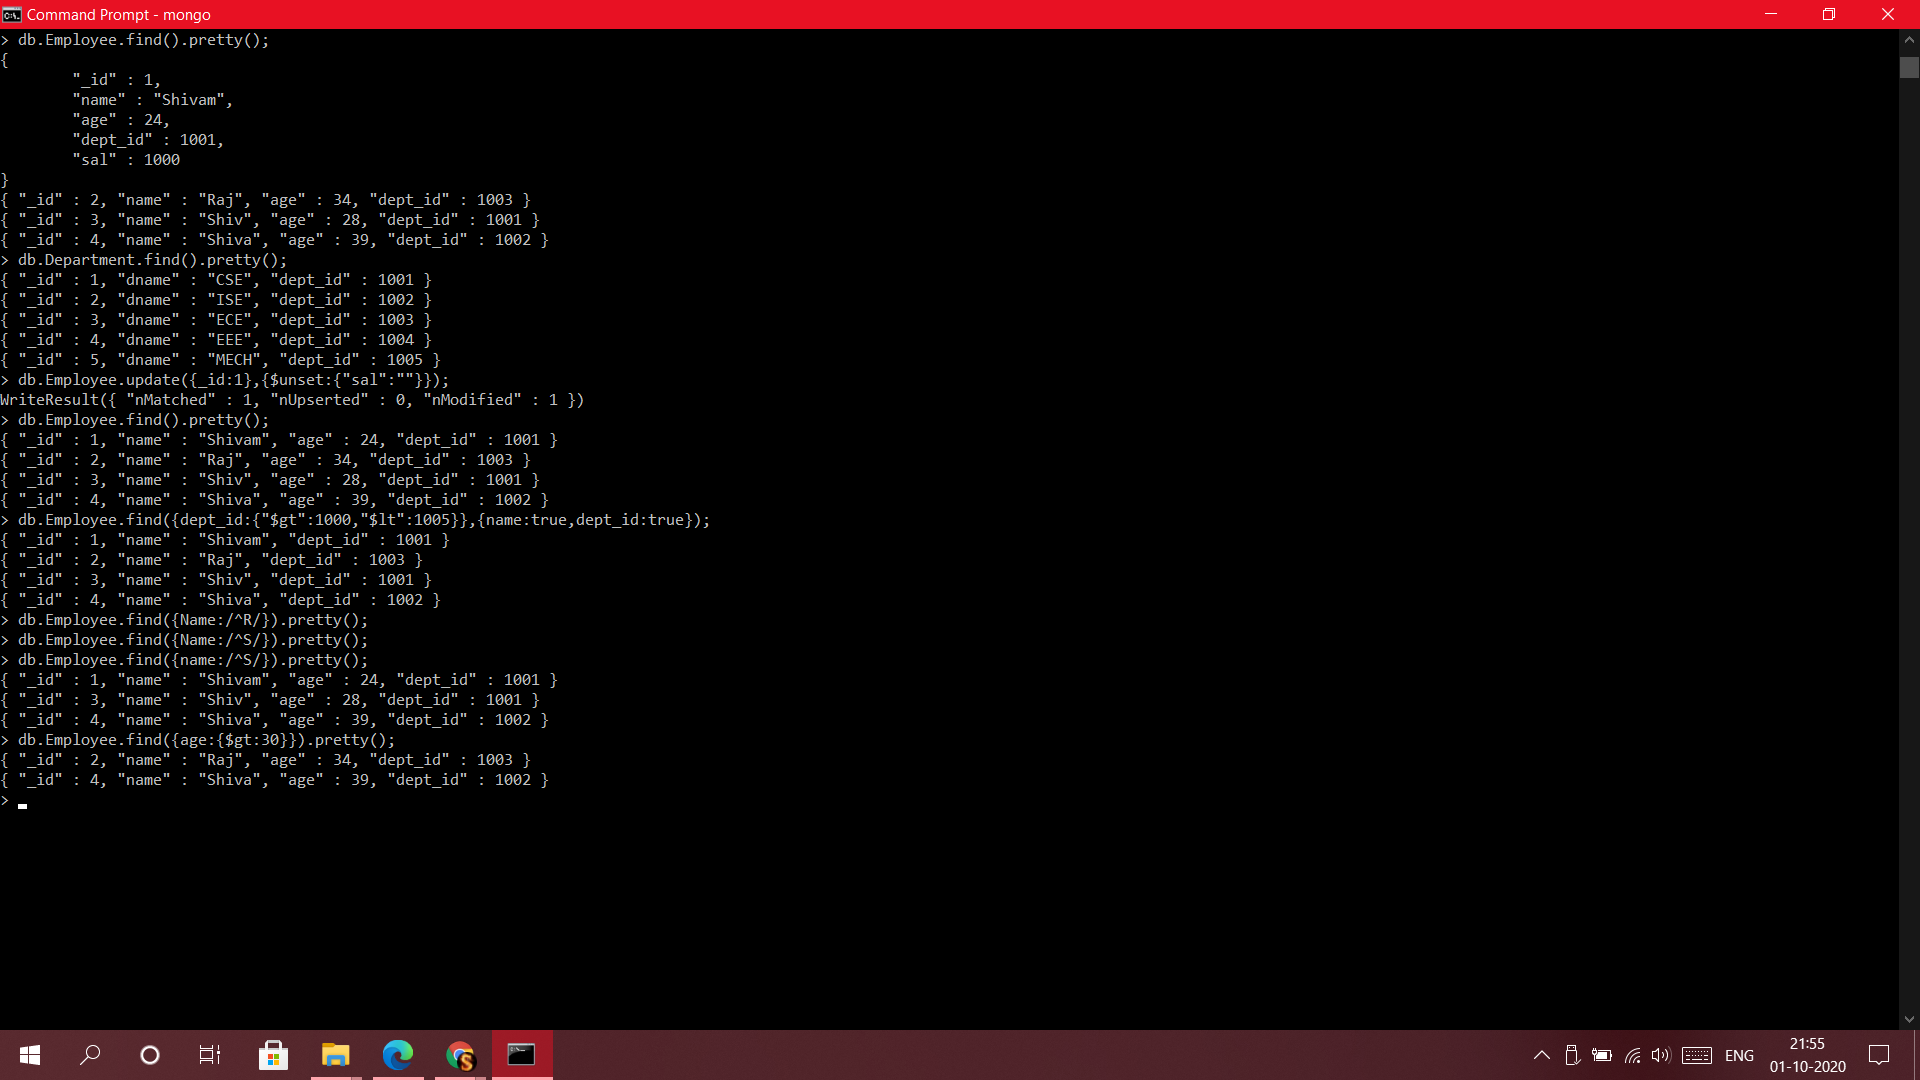 Command Prompt - mongo
> db.Employee.find().pretty();
{
        "_id" : 1,
        "name" : "Shivam",
        "age" : 24,
        "dept_id" : 1001,
        "sal" : 1000
}
{ "_id" : 2, "name" : "Raj", "age" : 34, "dept_id" : 1003 }
{ "_id" : 3, "name" : "Shiv", "age" : 28, "dept_id" : 1001 }
{ "_id" : 4, "name" : "Shiva", "age" : 39, "dept_id" : 1002 }
> db.Department.find().pretty();
{ "_id" : 1, "dname" : "CSE", "dept_id" : 1001 }
{ "_id" : 2, "dname" : "ISE", "dept_id" : 1002 }
{ "_id" : 3, "dname" : "ECE", "dept_id" : 1003 }
{ "_id" : 4, "dname" : "EEE", "dept_id" : 1004 }
{ "_id" : 5, "dname" : "MECH", "dept_id" : 1005 }
> db.Employee.update({_id:1},{$unset:{"sal":""}});
WriteResult({ "nMatched" : 1, "nUpserted" : 0, "nModified" : 1 })
> db.Employee.find().pretty();
{ "_id" : 1, "name" : "Shivam", "age" : 24, "dept_id" : 1001 }
{ "_id" : 2, "name" : "Raj", "age" : 34, "dept_id" : 1003 }
{ "_id" : 3, "name" : "Shiv", "age" : 28, "dept_id" : 1001 }
{ "_id" : 4, "name" : "Shiva", "age" : 39, "dept_id" : 1002 }
> db.Employee.find({dept_id:{"$gt":1000,"$lt":1005}},{name:true,dept_id:true});
{ "_id" : 1, "name" : "Shivam", "dept_id" : 1001 }
{ "_id" : 2, "name" : "Raj", "dept_id" : 1003 }
{ "_id" : 3, "name" : "Shiv", "dept_id" : 1001 }
{ "_id" : 4, "name" : "Shiva", "dept_id" : 1002 }
> db.Employee.find({Name:/^R/}).pretty();
> db.Employee.find({Name:/^S/}).pretty();
> db.Employee.find({name:/^S/}).pretty();
{ "_id" : 1, "name" : "Shivam", "age" : 24, "dept_id" : 1001 }
{ "_id" : 3, "name" : "Shiv", "age" : 28, "dept_id" : 1001 }
{ "_id" : 4, "name" : "Shiva", "age" : 39, "dept_id" : 1002 }
> db.Employee.find({age:{$gt:30}}).pretty();
{ "_id" : 2, "name" : "Raj", "age" : 34, "dept_id" : 1003 }
{ "_id" : 4, "name" : "Shiva", "age" : 39, "dept_id" : 1002 }
>
ENG
21:55
01-10-2020